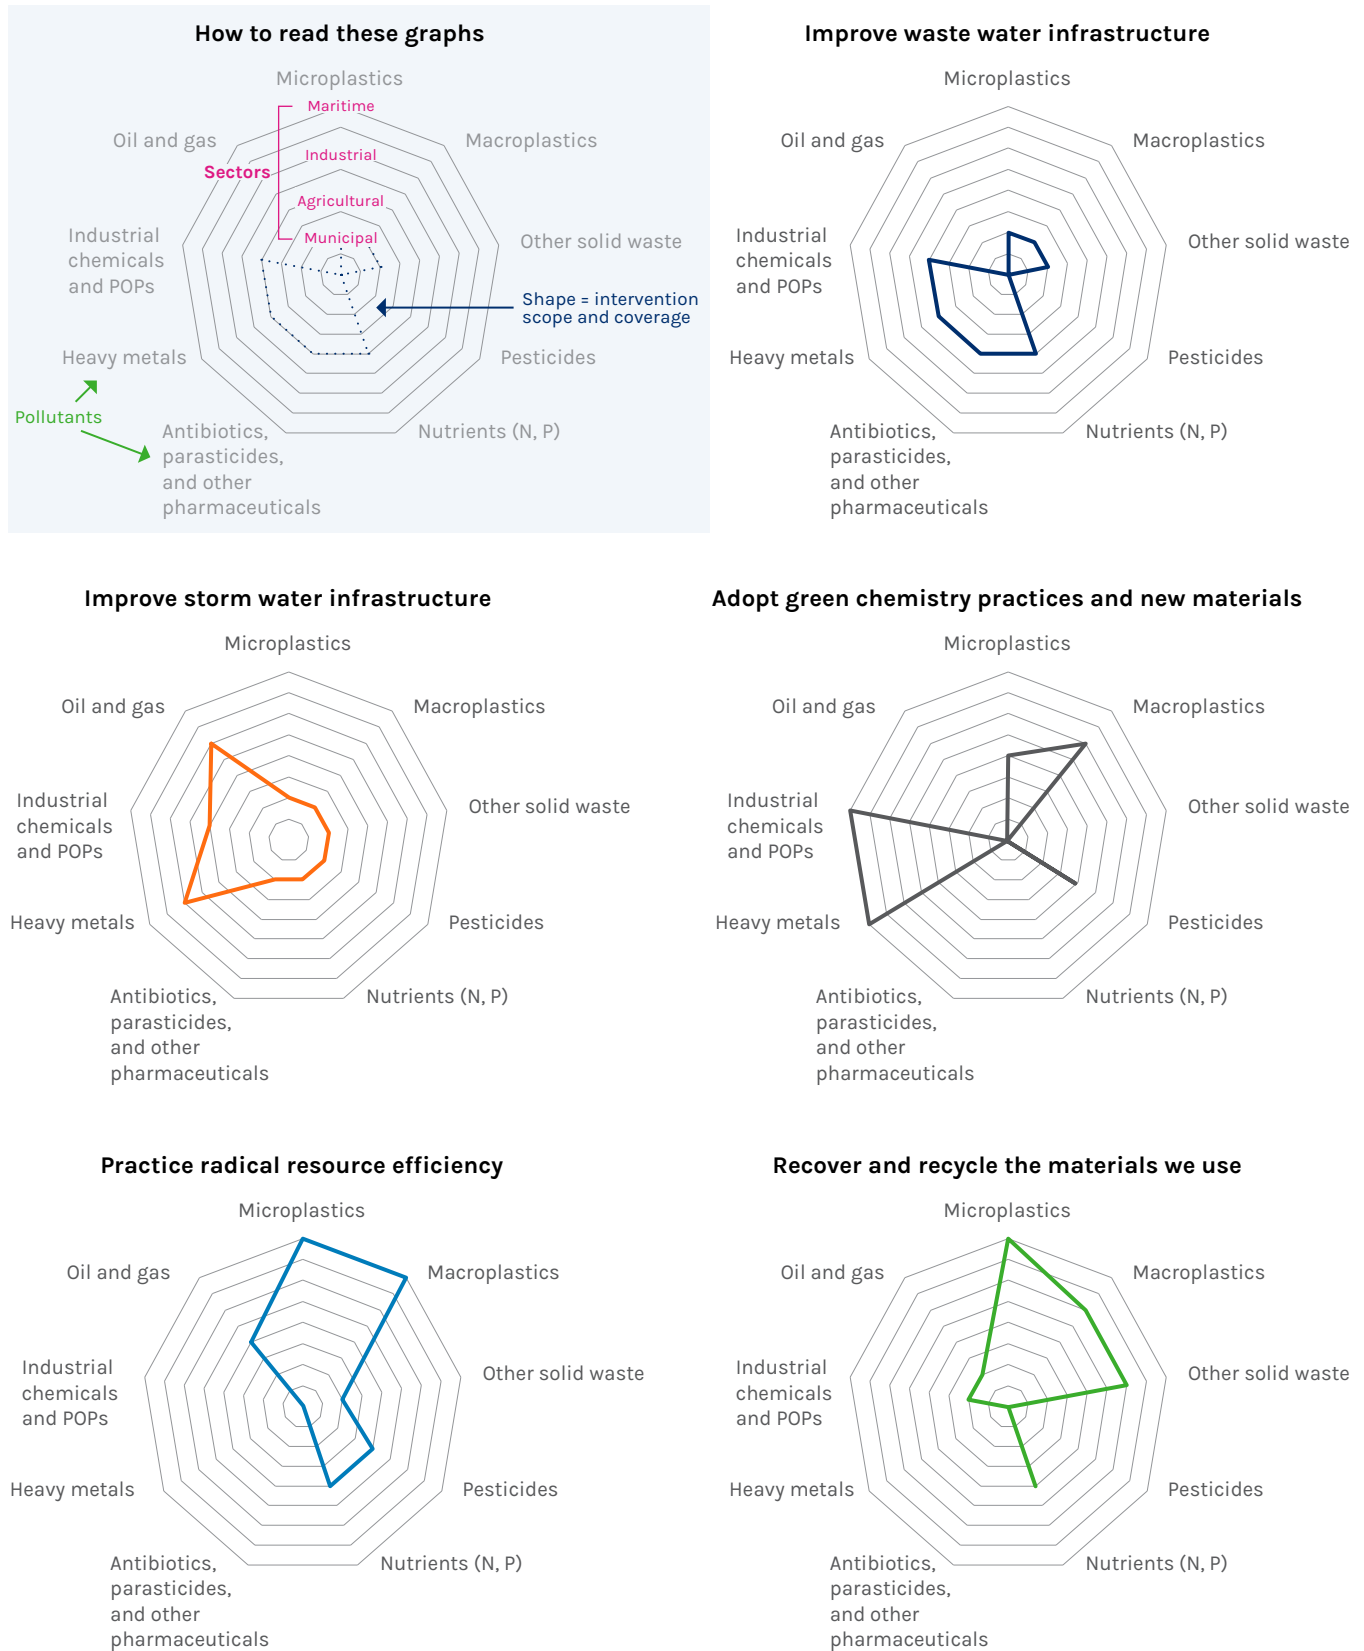 How to read these graphs
Microplastics
Maritime
Oil and gas
Macroplastics
Industrial
Sectors
Agricultural
Industrial
chemicals
and POPs
Municipal
Other solid waste
Shape = intervention
scope and coverage
Heavy metals
Pesticides
Pollutants
Antibiotics,
parasticides,
and other
pharmaceuticals
Nutrients (N, P)
Improve waste water infrastructure
Microplastics
Oil and gas
Macroplastics
Industrial
chemicals
and POPs
Other solid waste
Heavy metals
Pesticides
Antibiotics,
parasticides,
and other
pharmaceuticals
Nutrients (N, P)
Improve storm water infrastructure
Microplastics
Oil and gas
Macroplastics
Industrial
chemicals
and POPs
Other solid waste
Heavy metals
Pesticides
Antibiotics,
parasticides,
and other
pharmaceuticals
Nutrients (N, P)
Adopt green chemistry practices and new materials
Microplastics
Oil and gas
Macroplastics
Industrial
chemicals
and POPs
Other solid waste
Heavy metals
Pesticides
Antibiotics,
parasticides,
and other
pharmaceuticals
Nutrients (N, P)
Practice radical resource efficiency
Microplastics
Oil and gas
Macroplastics
Industrial
chemicals
and POPs
Other solid waste
Heavy metals
Pesticides
Antibiotics,
parasticides,
and other
pharmaceuticals
Nutrients (N, P)
Recover and recycle the materials we use
Microplastics
Oil and gas
Macroplastics
Industrial
chemicals
and POPs
Other solid waste
Heavy metals
Pesticides
Antibiotics,
parasticides,
and other
pharmaceuticals
Nutrients (N, P)